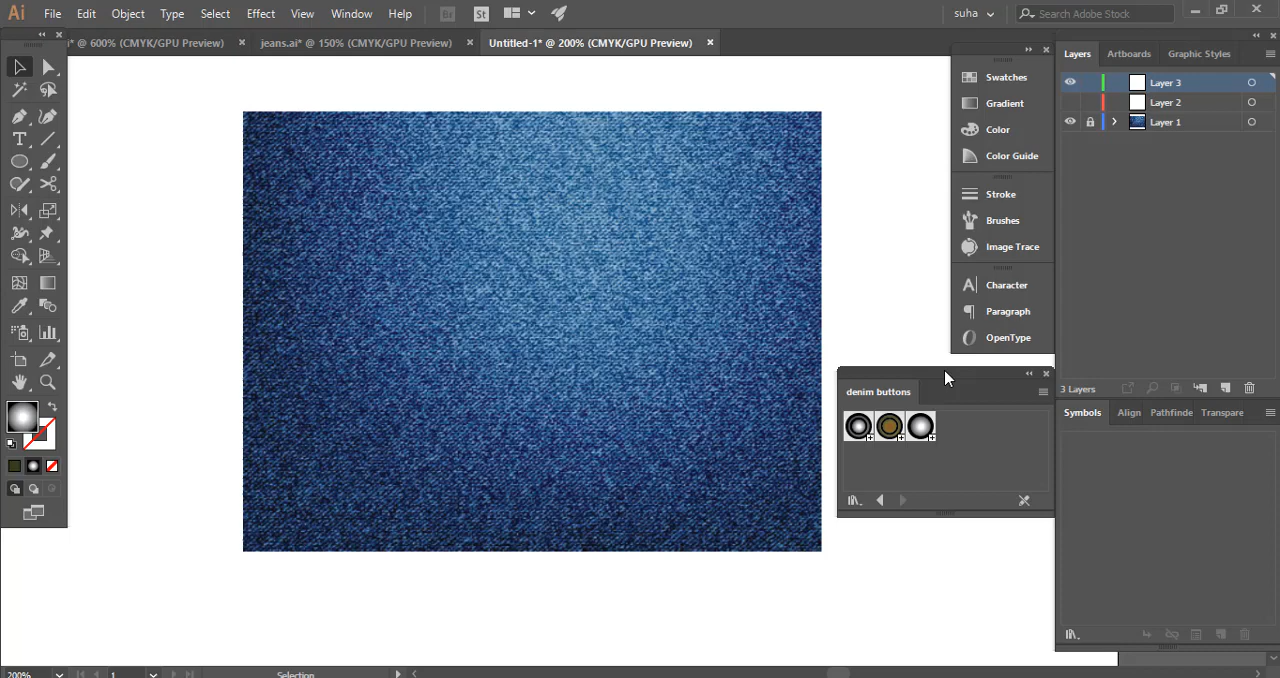 Ai File Edit Object Type Select Effect View Window Help Br St suha Search Adobe Stock
i* @ 600% (CMYK/GPU Preview) × jeans.ai* @ 150% (CMYK/GPU Preview) × Untitled-1* @ 200% (CMYK/GPU Preview) ×
Layers Artboards Graphic Styles
Layer 3
Layer 2
Layer 1
Swatches
Gradient
Color
Color Guide
Stroke
Brushes
Image Trace
Character
Paragraph
OpenType
denim buttons
3 Layers
Symbols Align Pathfinde Transpare
200% 1 Selection